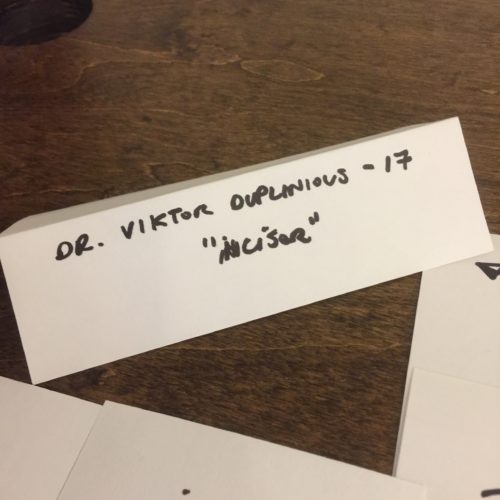 DR. VIKTOR DUPLINIOUS - 17
"incisor"